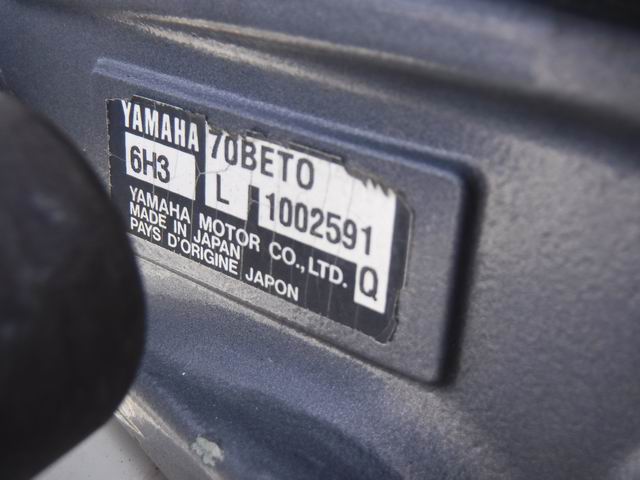 YAMAHA 70BETO
6H3 L 1002591
YAMAHA MOTOR CO., LTD.
MADE IN JAPAN
PAYS D'ORIGINE JAPON Q